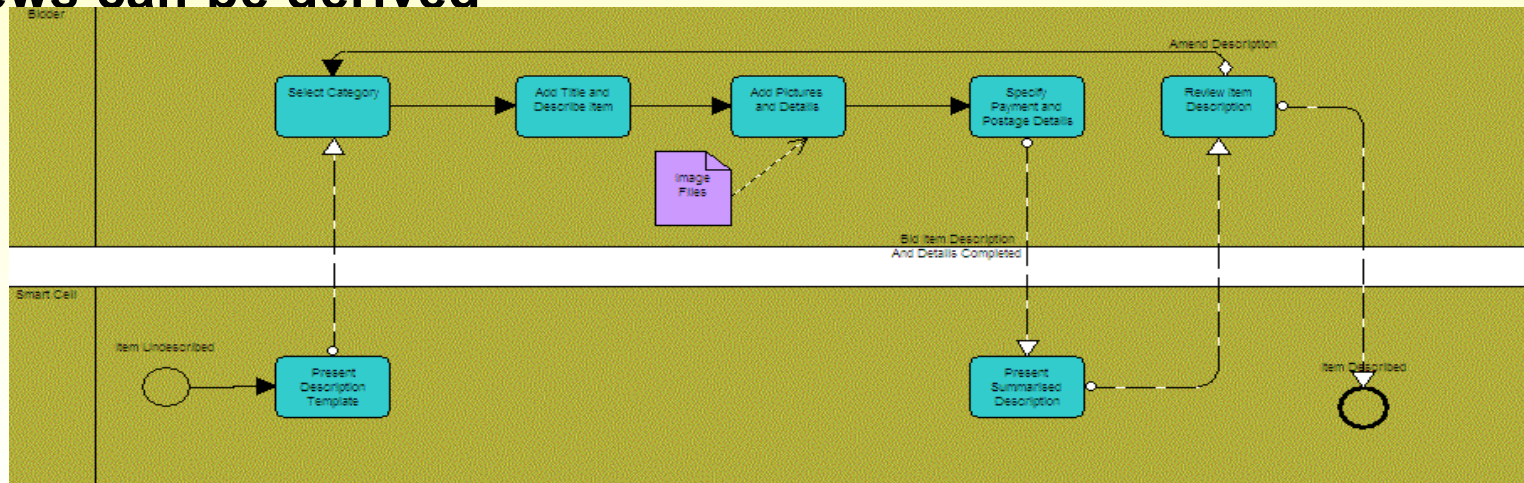 ews can be derived
Bidder
Amend Description
Select Category
Add Title and
Describe Item
Add Pictures
and Details
Specify
Payment and
Postage Details
Review Item
Description
Image
Files
Bid Item Description
And Details Completed
Smart Cell
Item Undescribed
Present
Description
Template
Present
Summarised
Description
Item Described